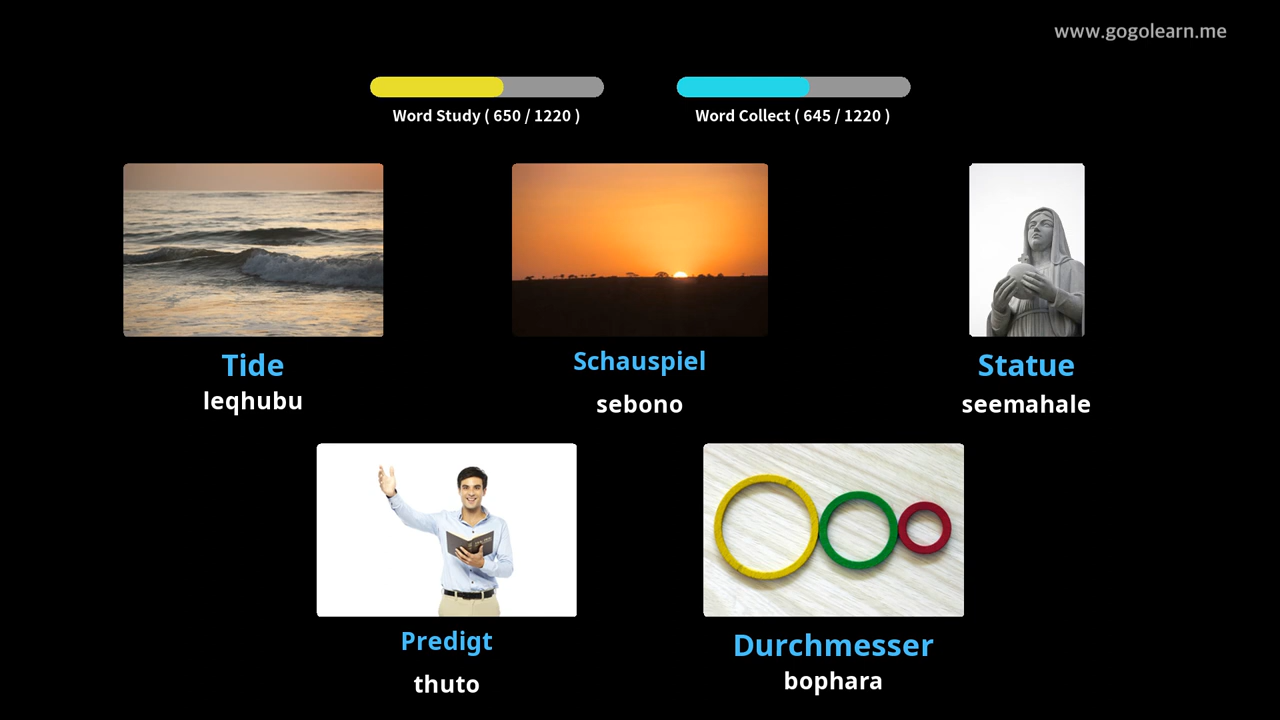 www.gogolearn.me
Word Study ( 650 / 1220 )
Word Collect ( 645 / 1220 )
Tide
leqhubu
Schauspiel
sebono
Statue
seemahale
Predigt
thuto
Durchmesser
bophara